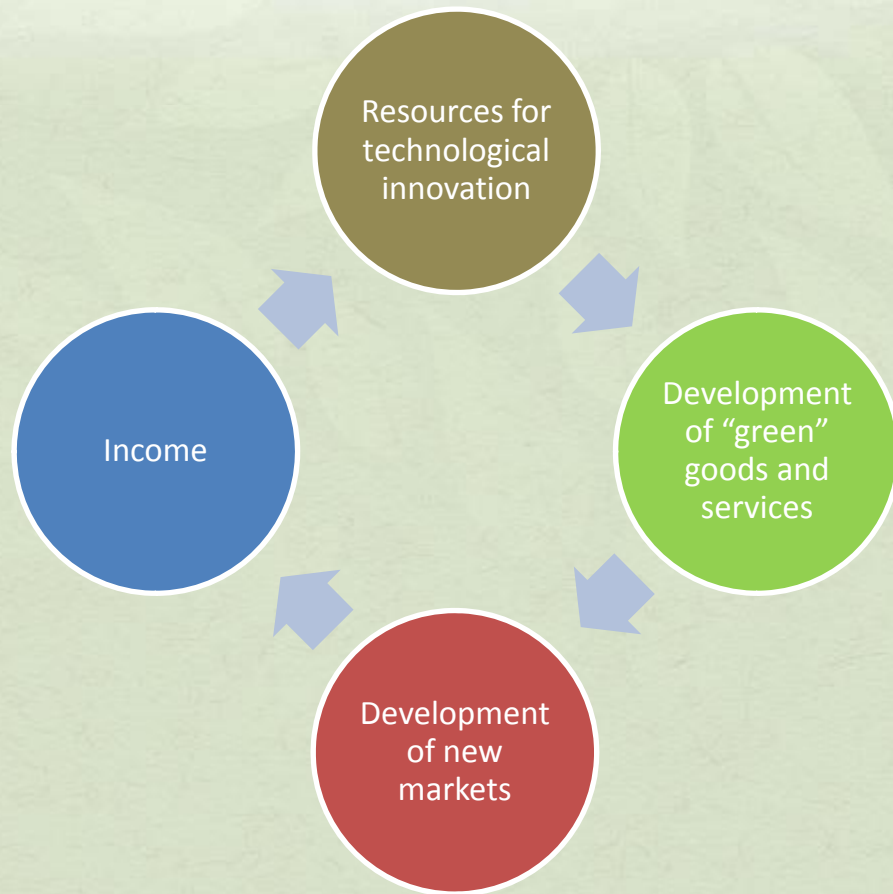 Resources for
technological
innovation
Development
of “green”
goods and
services
Development
of new
markets
Income